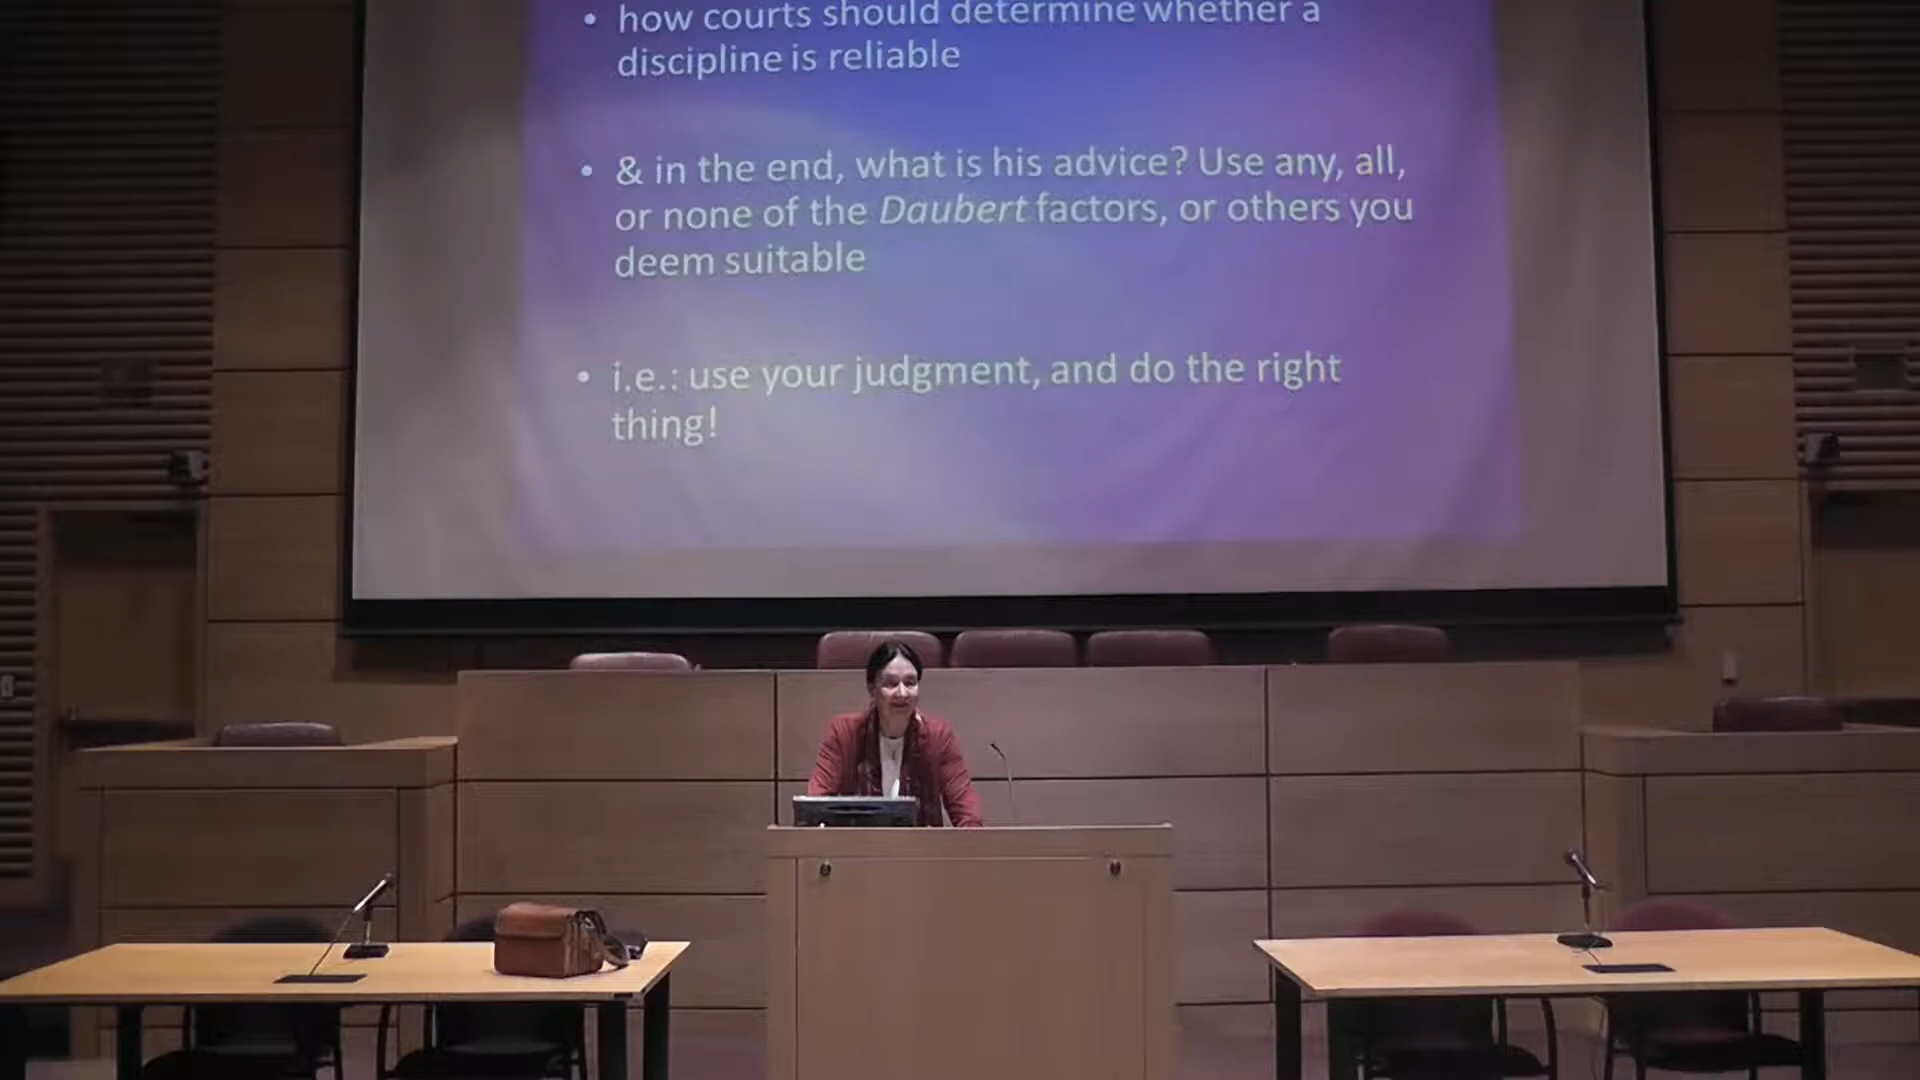 • how courts should determine whether a
discipline is reliable
• & in the end, what is his advice? Use any, all,
or none of the Daubert factors, or others you
deem suitable
• i.e.: use your judgment, and do the right
thing!